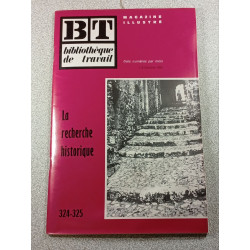 BT
MAGAZINE
ILLUSTRÉ
bibliothèque
de travail
La
recherche
historique
324-325